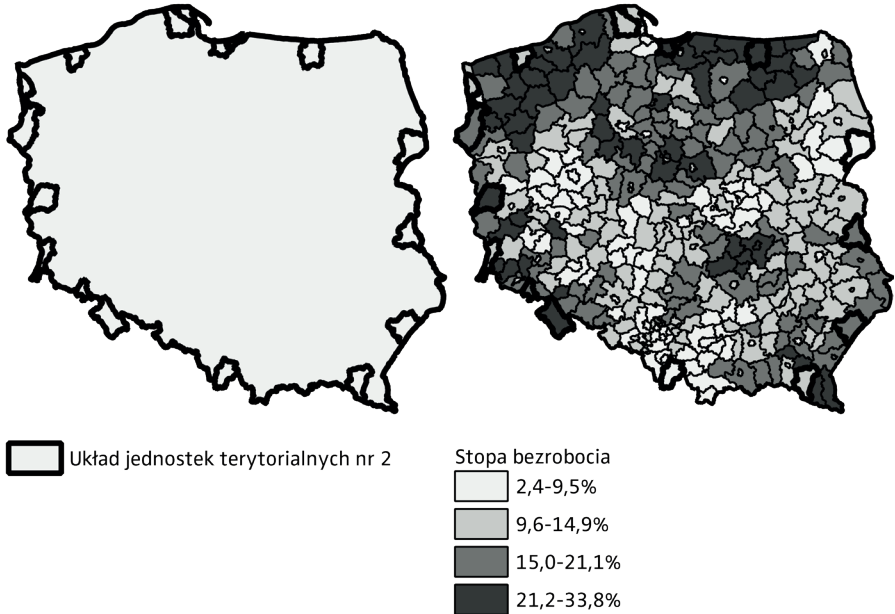 Układ jednostek terytorialnych nr 2
Stopa bezrobocia
2,4-9,5%
9,6-14,9%
15,0-21,1%
21,2-33,8%